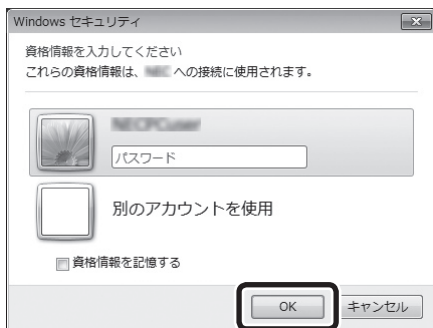 Windows セキュリティ
資格情報を入力してください
これらの資格情報は、 への接続に使用されます。
パスワード
別のアカウントを使用
資格情報を記憶する
OK
キャンセル